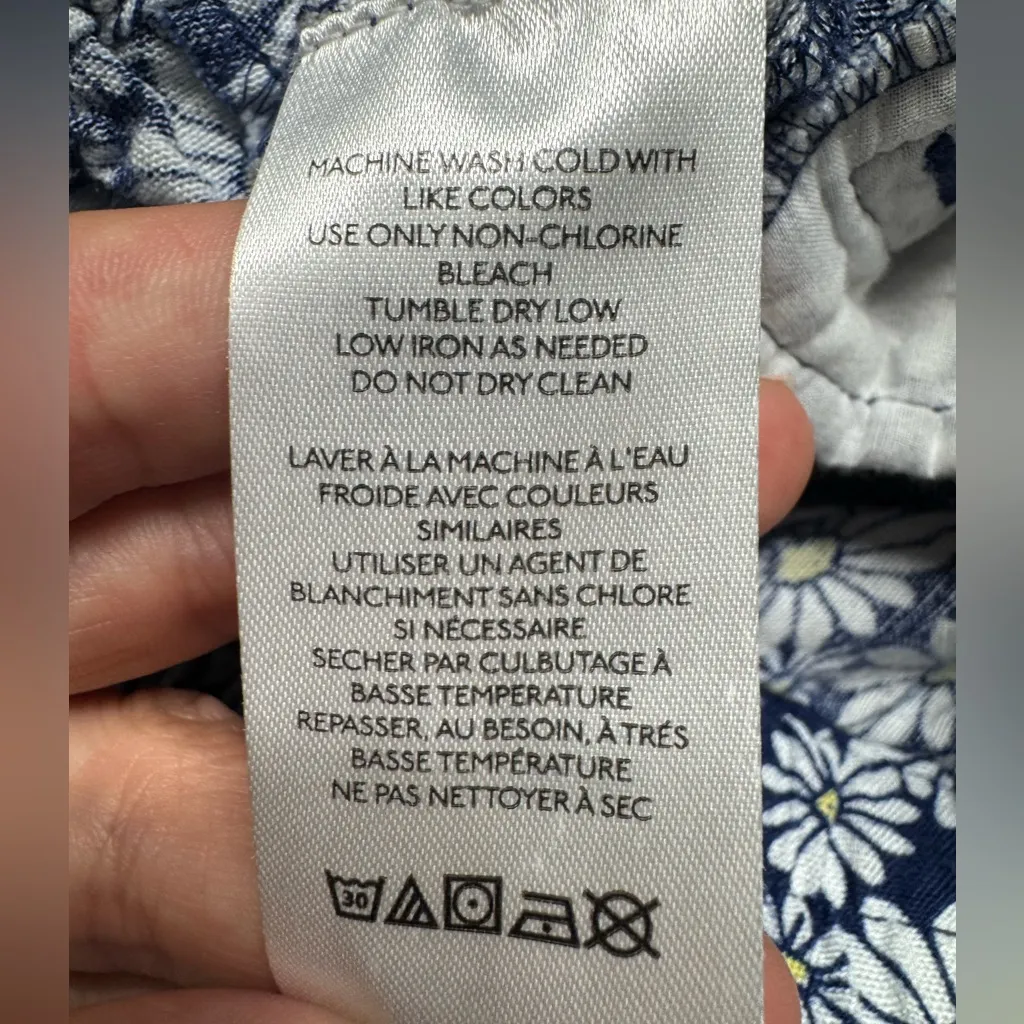 MACHINE WASH COLD WITH
LIKE COLORS
USE ONLY NON-CHLORINE
BLEACH
TUMBLE DRY LOW
LOW IRON AS NEEDED
DO NOT DRY CLEAN
LAVER À LA MACHINE À L'EAU
FROIDE AVEC COULEURS
SIMILAIRES
UTILISER UN AGENT DE
BLANCHIMENT SANS CHLORE
SI NÉCESSAIRE
SECHER PAR CULBUTAGE À
BASSE TEMPERATURE
REPASSER, AU BESOIN, À TRÉS
BASSE TEMPÉRATURE
NE PAS NETTOYER À SEC
30